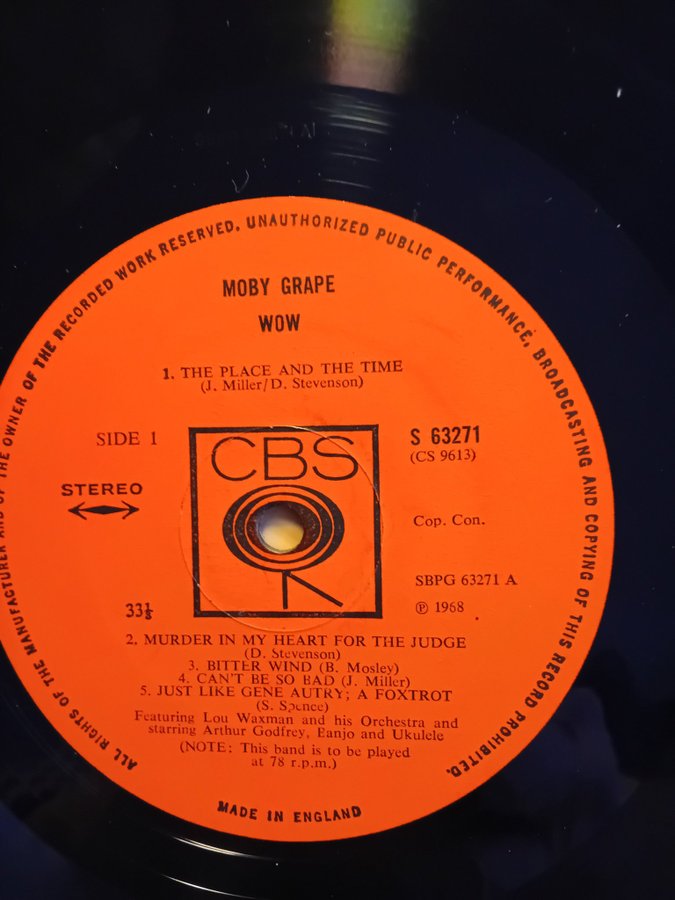 ALL RIGHTS OF THE MANUFACTURER AND OF THE OWNER OF THE RECORDED WORK RESERVED. UNAUTHORIZED PUBLIC PERFORMANCE, BROADCASTING AND COPYING OF THIS RECORD PROHIBITED.
MOBY GRAPE
WOW
1. THE PLACE AND THE TIME
(J. Miller/D. Stevenson)
SIDE 1
CBS
S 63271
(CS 9613)
STEREO
Cop. Con.
SBPG 63271 A
33⅓
℗ 1968
2. MURDER IN MY HEART FOR THE JUDGE
(D. Stevenson)
3. BITTER WIND (B. Mosley)
4. CAN'T BE SO BAD (J. Miller)
5. JUST LIKE GENE AUTRY; A FOXTROT
(S. Spence)
Featuring Lou Waxman and his Orchestra and
starring Arthur Godfrey, Eanjo and Ukulele
(NOTE: This band is to be played
at 78 r.p.m.)
MADE IN ENGLAND